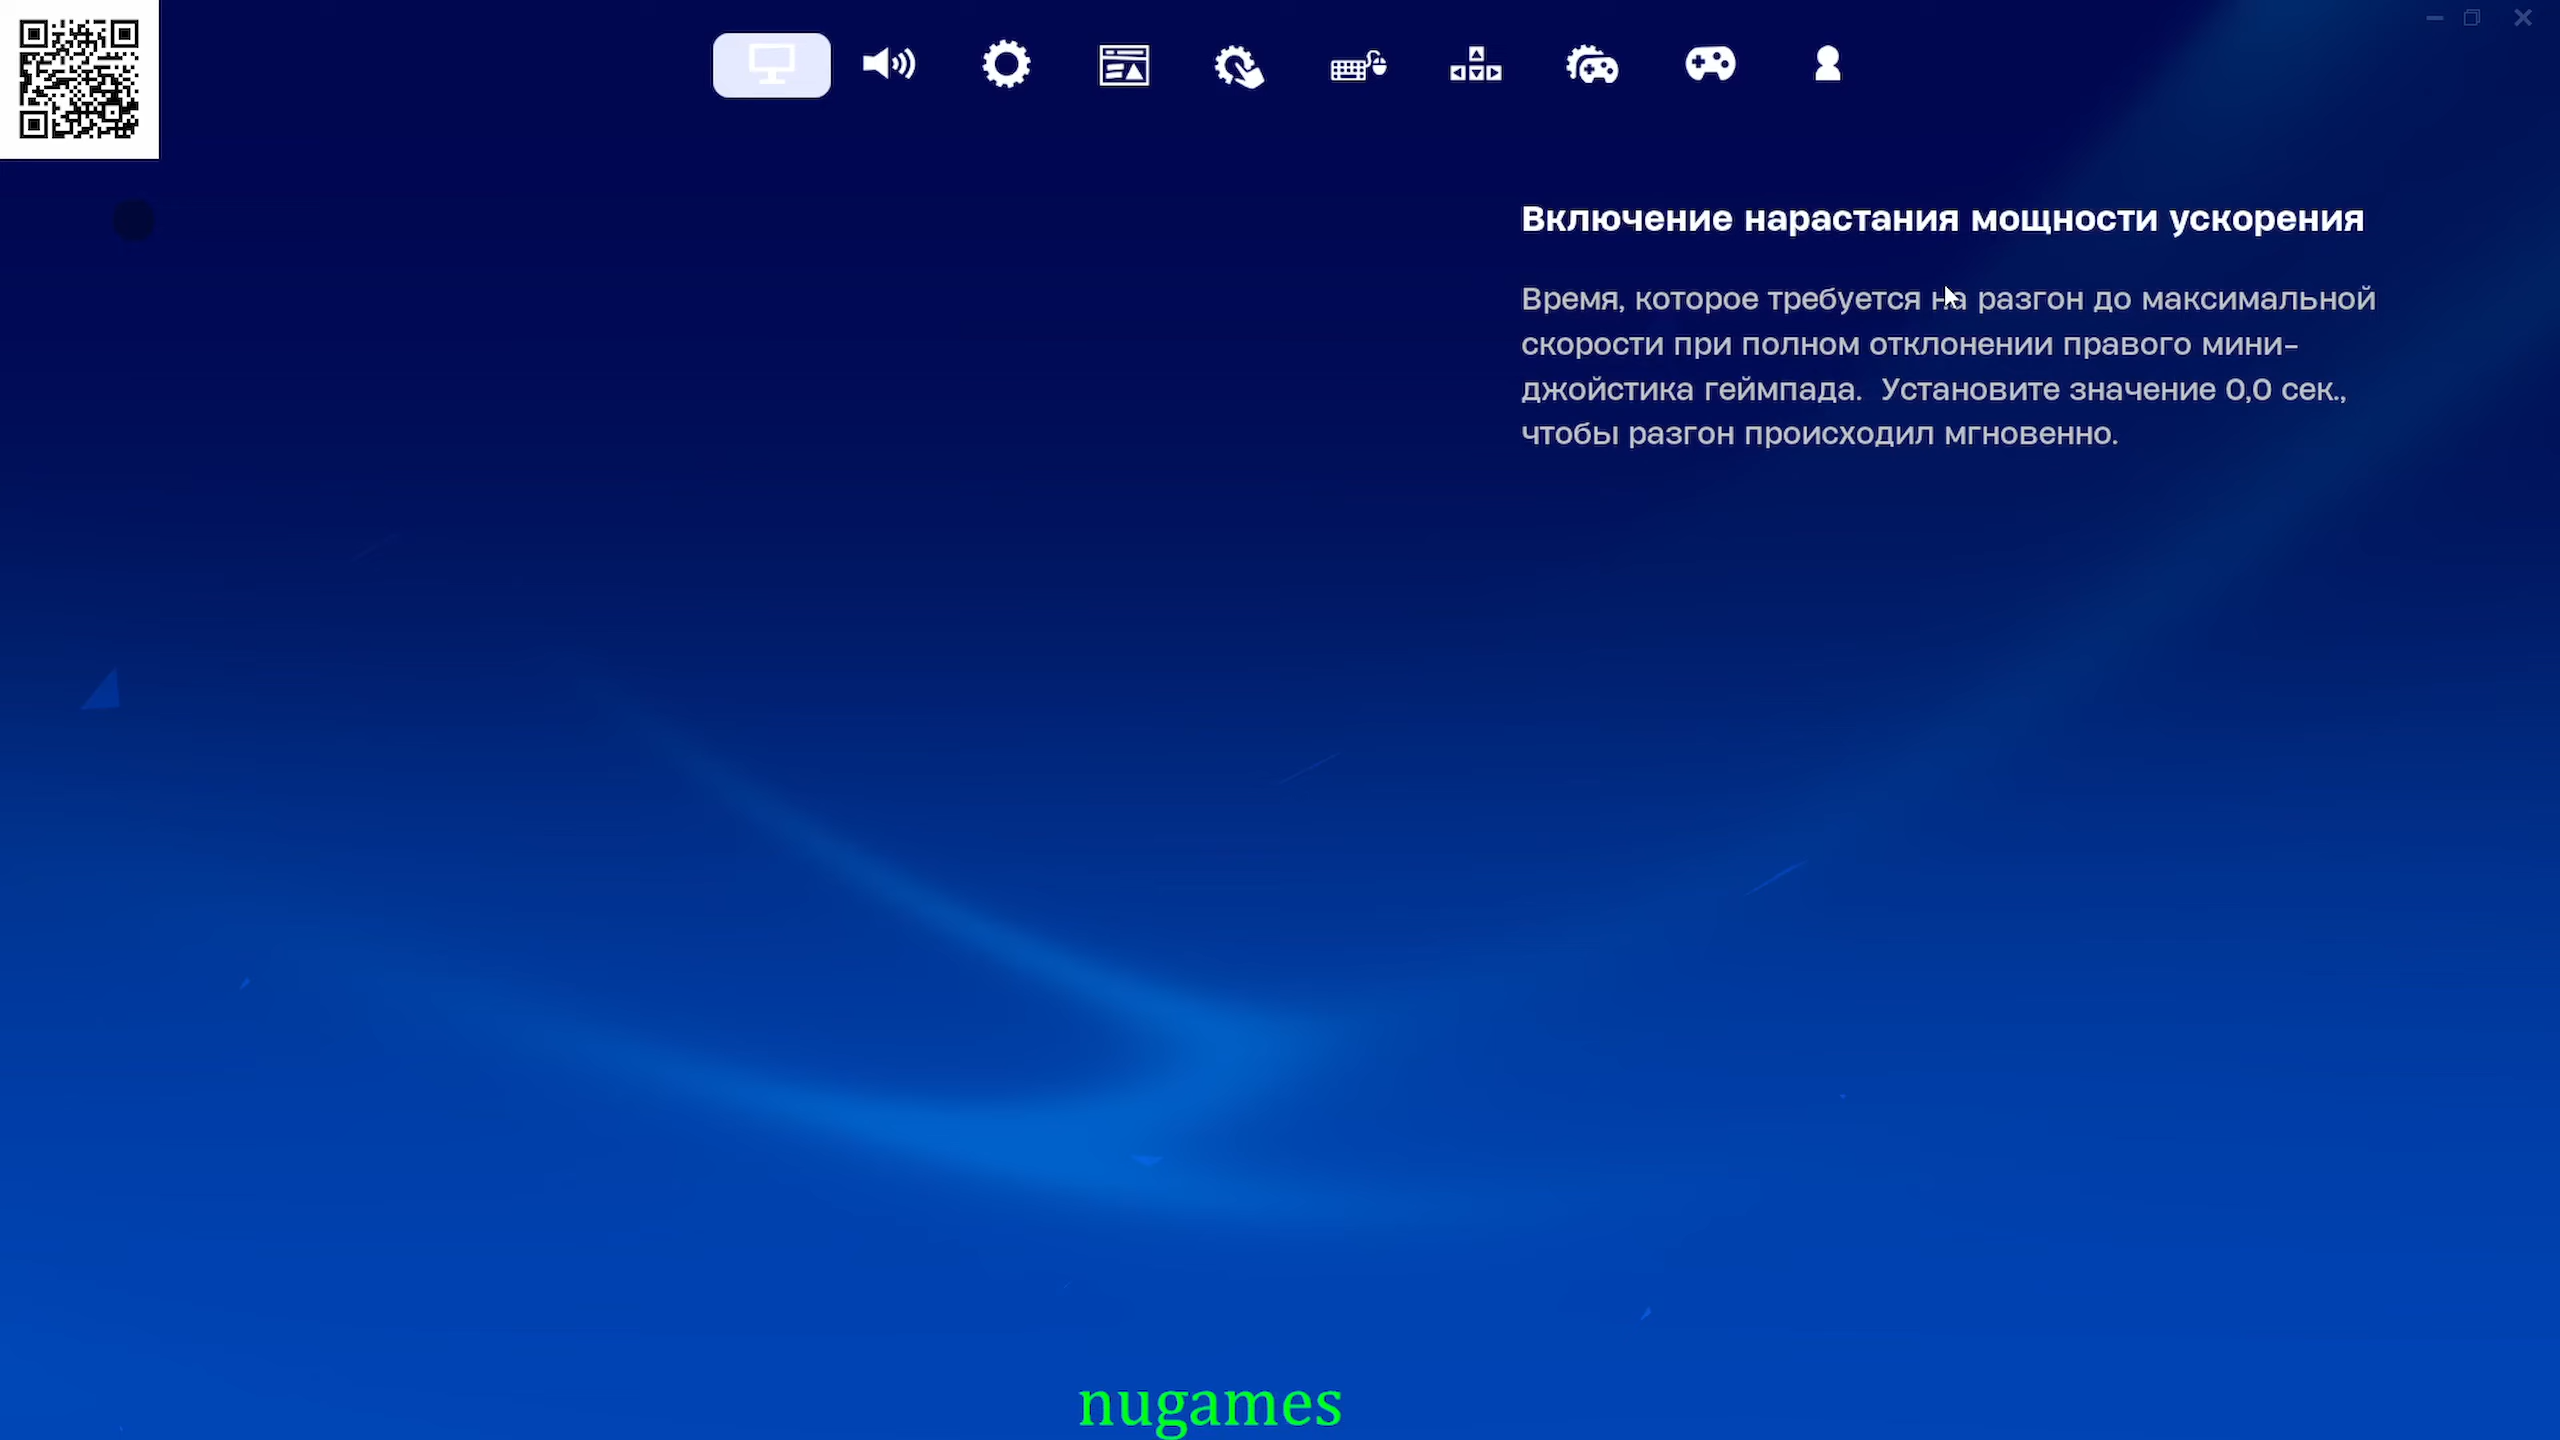 Включение нарастания мощности ускорения
Время, которое требуется на разгон до максимальной
скорости при полном отклонении правого мини-
джойстика геймпада. Установите значение 0,0 сек.,
чтобы разгон происходил мгновенно.
nugames